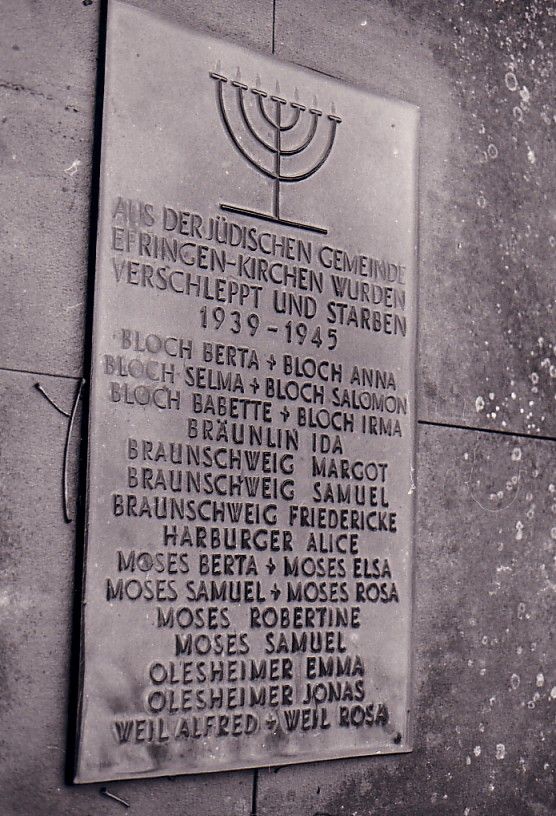 AUS DER JÜDISCHEN GEMEINDE
EFRINGEN-KIRCHEN WURDEN
VERSCHLEPPT UND STARBEN
1939-1945
BLOCH BERTA + BLOCH ANNA
BLOCH SELMA + BLOCH SALOMON
BLOCH BABETTE + BLOCH IRMA
BRÄUNLIN IDA
BRAUNSCHWEIG MARGOT
BRAUNSCHWEIG SAMUEL
BRAUNSCHWEIG FRIEDERICKE
HARBURGER ALICE
MOSES BERTA + MOSES ELSA
MOSES SAMUEL + MOSES ROSA
MOSES ROBERTINE
MOSES SAMUEL
OLESHEIMER EMMA
OLESHEIMER JONAS
WEIL ALFRED + WEIL ROSA